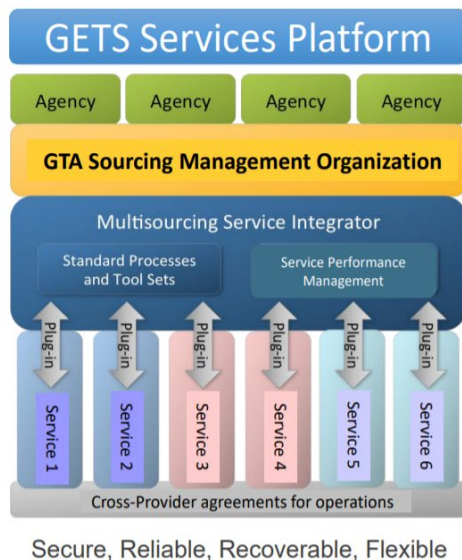 GETS Services Platform
Agency Agency Agency Agency
GTA Sourcing Management Organization
Multisourcing Service Integrator
Standard Processes
and Tool Sets
Service Performance
Management
Plug-in Plug-in Plug-in Plug-in Plug-in Plug-in
Service 1 Service 2 Service 3 Service 4 Service 5 Service 6
Cross-Provider agreements for operations
Secure, Reliable, Recoverable, Flexible